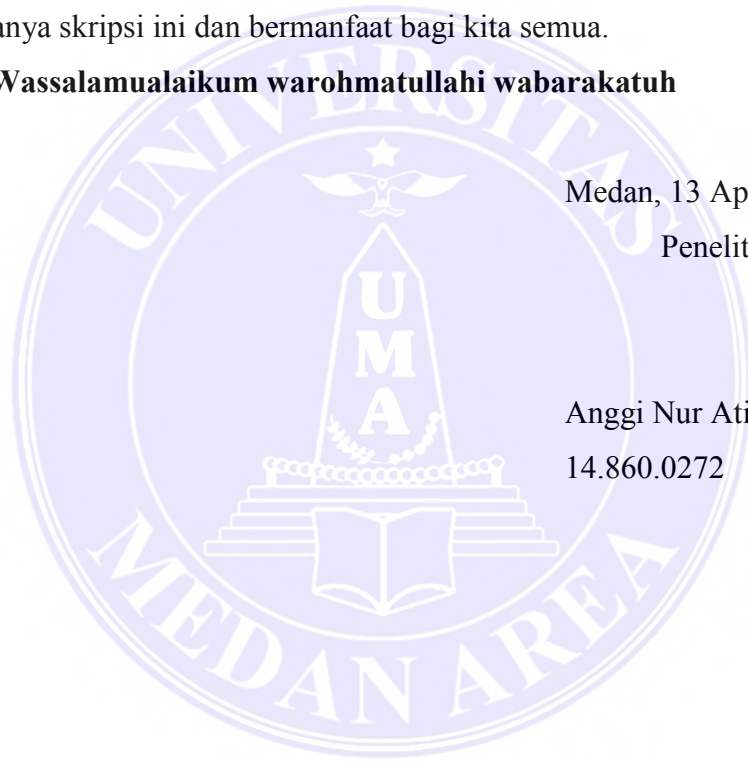 anya skripsi ini dan bermanfaat bagi kita semua.
Wassalamualaikum warohmatullahi wabarakatuh
UNIVERSITAS
Medan, 13 Ap
Penelit
U
M
A
Anggi Nur Ati
14.860.0272
MEDAN AREA